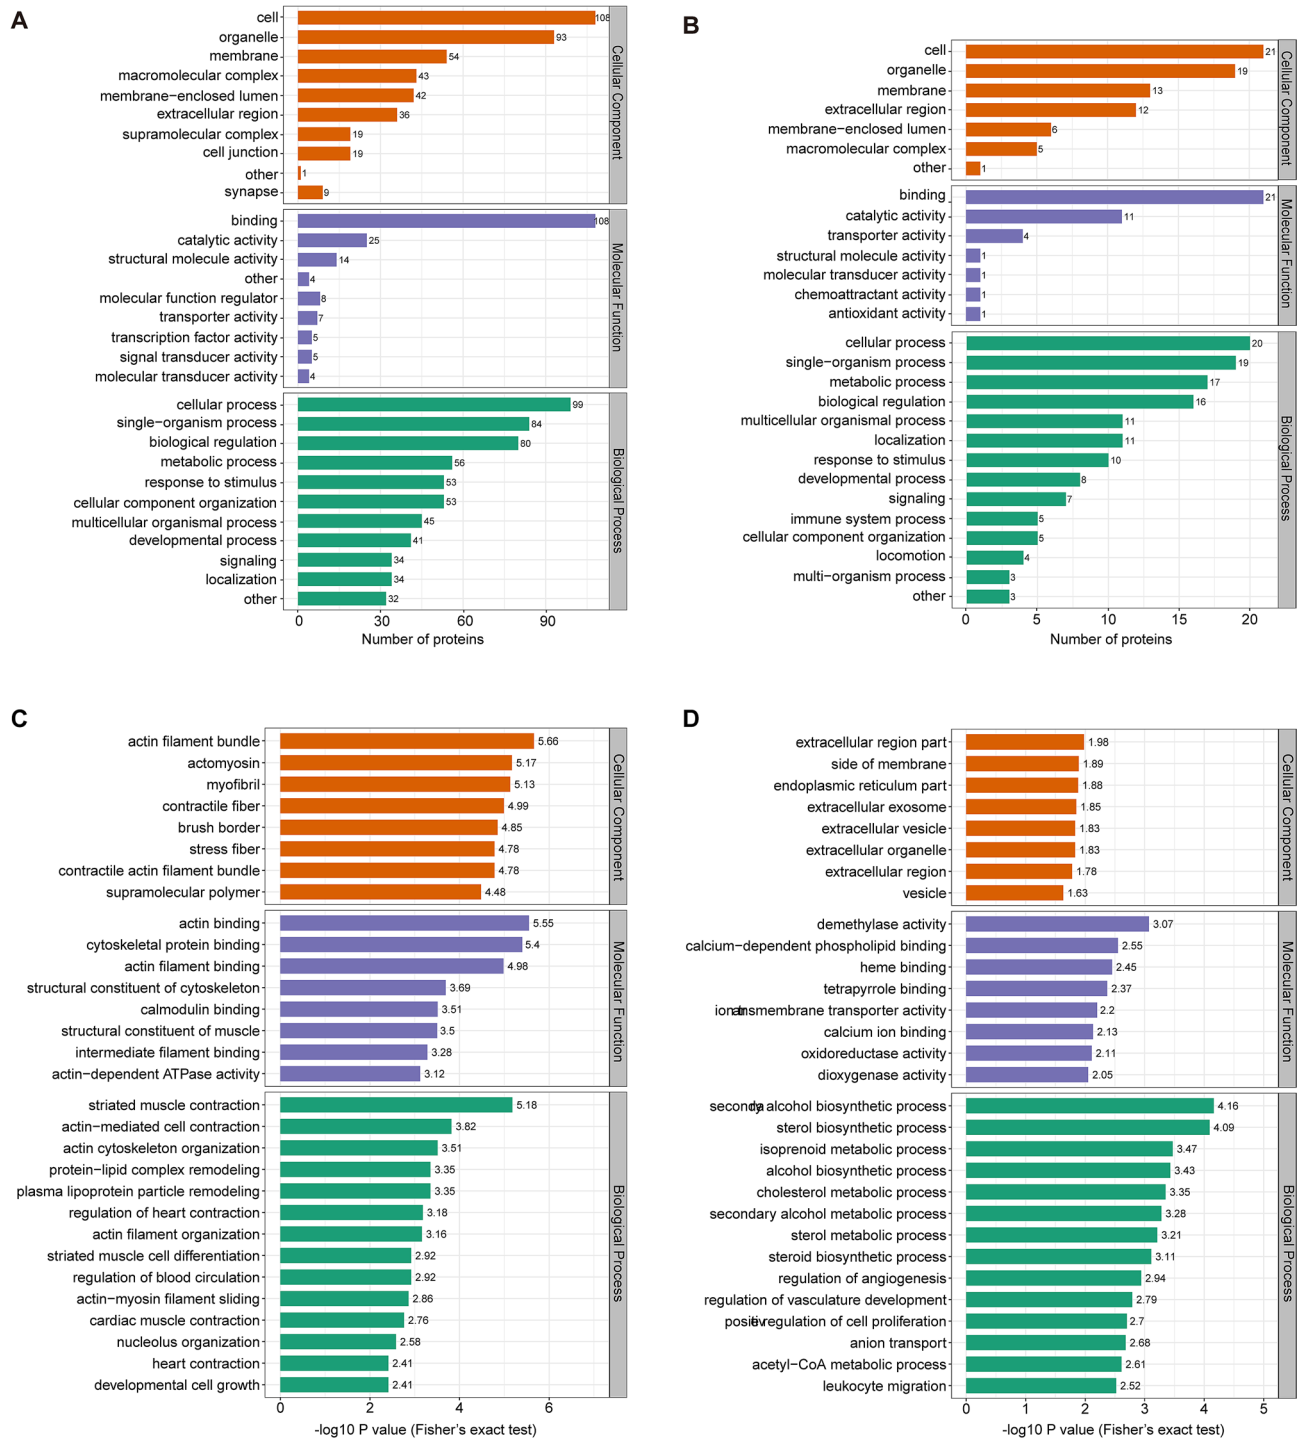 A
cell 108
organelle 93
membrane 54
macromolecular complex 43
membrane−enclosed lumen 42
extracellular region 36
supramolecular complex 19
cell junction 19
other 1
synapse 9
Cellular Component
binding 108
catalytic activity 25
structural molecule activity 14
other 4
molecular function regulator 8
transporter activity 7
transcription factor activity 5
signal transducer activity 5
molecular transducer activity 4
Molecular Function
cellular process 99
single−organism process 84
biological regulation 80
metabolic process 56
response to stimulus 53
cellular component organization 53
multicellular organismal process 45
developmental process 41
signaling 34
localization 34
other 32
Biological Process
0 30 60 90
Number of proteins
B
cell 21
organelle 19
membrane 13
extracellular region 12
membrane−enclosed lumen 6
macromolecular complex 5
other 1
Cellular Component
binding 21
catalytic activity 11
transporter activity 4
structural molecule activity 1
molecular transducer activity 1
chemoattractant activity 1
antioxidant activity 1
Molecular Function
cellular process 20
single−organism process 19
metabolic process 17
biological regulation 16
multicellular organismal process 11
localization 11
response to stimulus 10
developmental process 8
signaling 7
immune system process 5
cellular component organization 5
locomotion 4
multi−organism process 3
other 3
Biological Process
0 5 10 15 20
Number of proteins
C
actin filament bundle 5.66
actomyosin 5.17
myofibril 5.13
contractile fiber 4.99
brush border 4.85
stress fiber 4.78
contractile actin filament bundle 4.78
supramolecular polymer 4.48
Cellular Component
actin binding 5.55
cytoskeletal protein binding 5.4
actin filament binding 4.98
structural constituent of cytoskeleton 3.69
calmodulin binding 3.51
structural constituent of muscle 3.5
intermediate filament binding 3.28
actin−dependent ATPase activity 3.12
Molecular Function
striated muscle contraction 5.18
actin−mediated cell contraction 3.82
actin cytoskeleton organization 3.51
protein−lipid complex remodeling 3.35
plasma lipoprotein particle remodeling 3.35
regulation of heart contraction 3.18
actin filament organization 3.16
striated muscle cell differentiation 2.92
regulation of blood circulation 2.92
actin−myosin filament sliding 2.86
cardiac muscle contraction 2.76
nucleolus organization 2.58
heart contraction 2.41
developmental cell growth 2.41
Biological Process
0 2 4 6
-log10 P value (Fisher’s exact test)
D
extracellular region part 1.98
side of membrane 1.89
endoplasmic reticulum part 1.88
extracellular exosome 1.85
extracellular vesicle 1.83
extracellular organelle 1.83
extracellular region 1.78
vesicle 1.63
Cellular Component
demethylase activity 3.07
calcium−dependent phospholipid binding 2.55
heme binding 2.45
tetrapyrrole binding 2.37
transporter activity 2.2
calcium ion binding 2.13
oxidoreductase activity 2.11
dioxygenase activity 2.05
Molecular Function
alcohol biosynthetic process 4.16
sterol biosynthetic process 4.09
isoprenoid metabolic process 3.47
alcohol biosynthetic process 3.43
cholesterol metabolic process 3.35
secondary alcohol metabolic process 3.28
sterol metabolic process 3.21
steroid biosynthetic process 3.11
regulation of angiogenesis 2.94
regulation of vasculature development 2.79
regulation of cell proliferation 2.7
anion transport 2.68
acetyl−CoA metabolic process 2.61
leukocyte migration 2.52
Biological Process
0 1 2 3 4 5
-log10 P value (Fisher’s exact test)